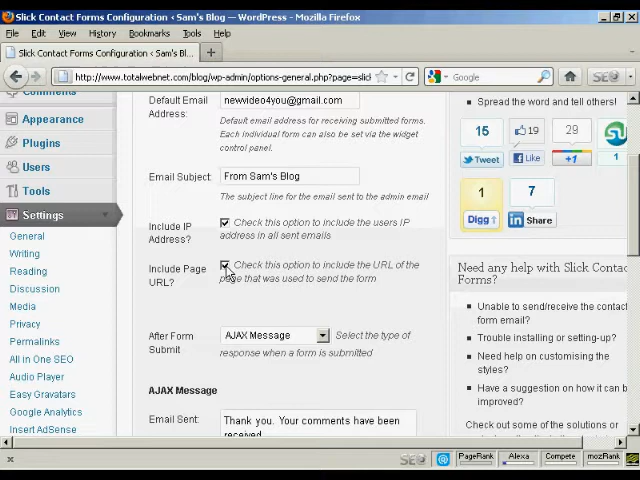 Slick Contact Forms Configuration ‹ Sam's Blog — WordPress - Mozilla Firefox
File Edit View History Bookmarks Tools Help
Slick Contact Forms Configuration ‹ Sam's Bl...
http://www.totalwebnet.com/blog/wp-admin/options-general.php?page=slick
Google
SEO
Comments
Appearance
Plugins
Users
Tools
Settings
General
Writing
Reading
Discussion
Media
Privacy
Permalinks
All in One SEO
Audio Player
Easy Gravatars
Google Analytics
Insert AdSense
Default Email Address:
newvideo4you@gmail.com
Default email address for receiving submitted forms.
Each individual form can also be set via the widget
control panel.
Email Subject:
From Sam's Blog
The subject line for the email sent to the admin email
Include IP
Address?
Check this option to include the users IP
address in all sent emails
Include Page
URL?
Check this option to include the URL of the
page that was used to send the form
After Form
Submit
AJAX Message
Select the type of
response when a form is submitted
AJAX Message
Email Sent:
Thank you. Your comments have been
received
Spread the word and tell others!
15
Tweet
19
Like
29
+1
1
1
Digg
7
Share
Need any help with Slick Contact
Forms?
Unable to send/receive the contact
form email?
Trouble installing or setting-up?
Need help on customising the
styles?
Have a suggestion on how it can be
improved?
Check out some of the solutions or
SEO
PageRank
Alexa
Compete
mozRank